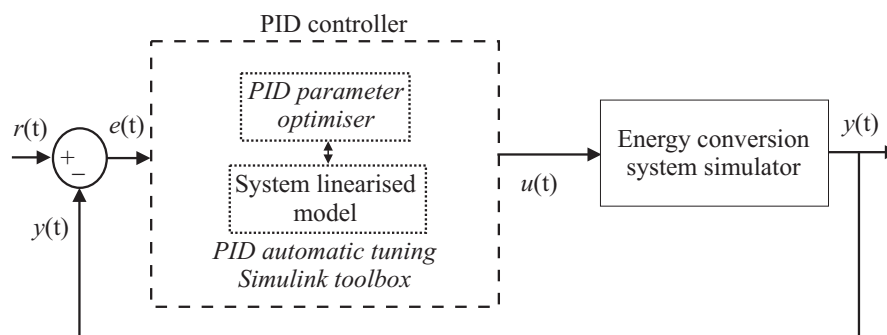 PID controller
PID parameter
optimiser
r(t)
e(t)
+
−
y(t)
System linearised
model
PID automatic tuning
Simulink toolbox
u(t)
Energy conversion
system simulator
y(t)